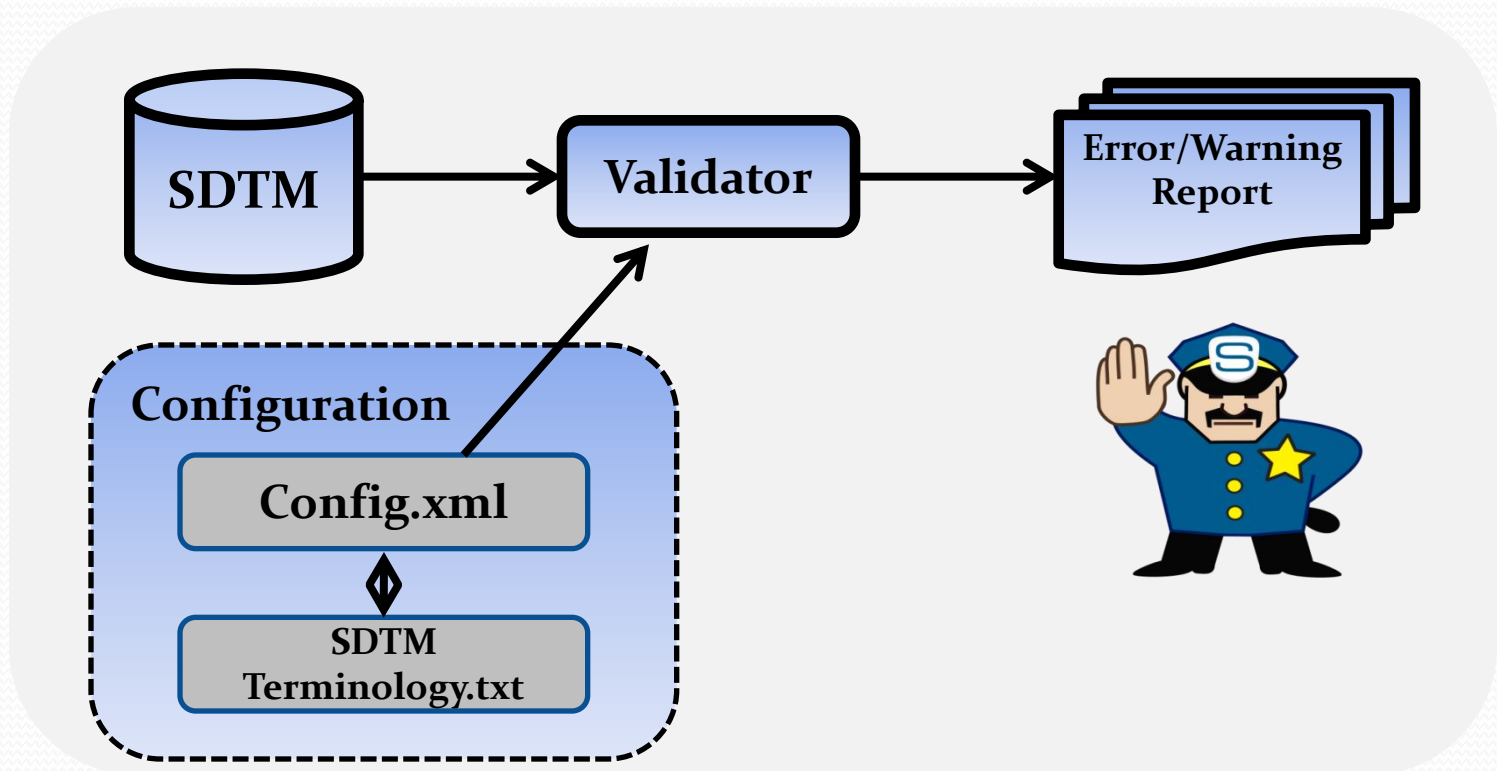 SDTM
Validator
Error/Warning
Report
S
Configuration
Config.xml
SDTM
Terminology.txt